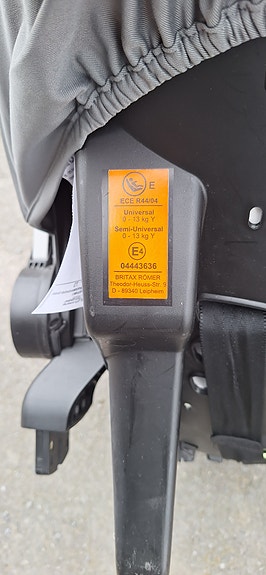 E
ECE R44/04
Universal
0 - 13 kg Y
Semi-Universal
0 - 13 kg Y
E4
04443636
BRITAX RÖMER
Theodor-Heuss-Str. 9
D - 89340 Leipheim